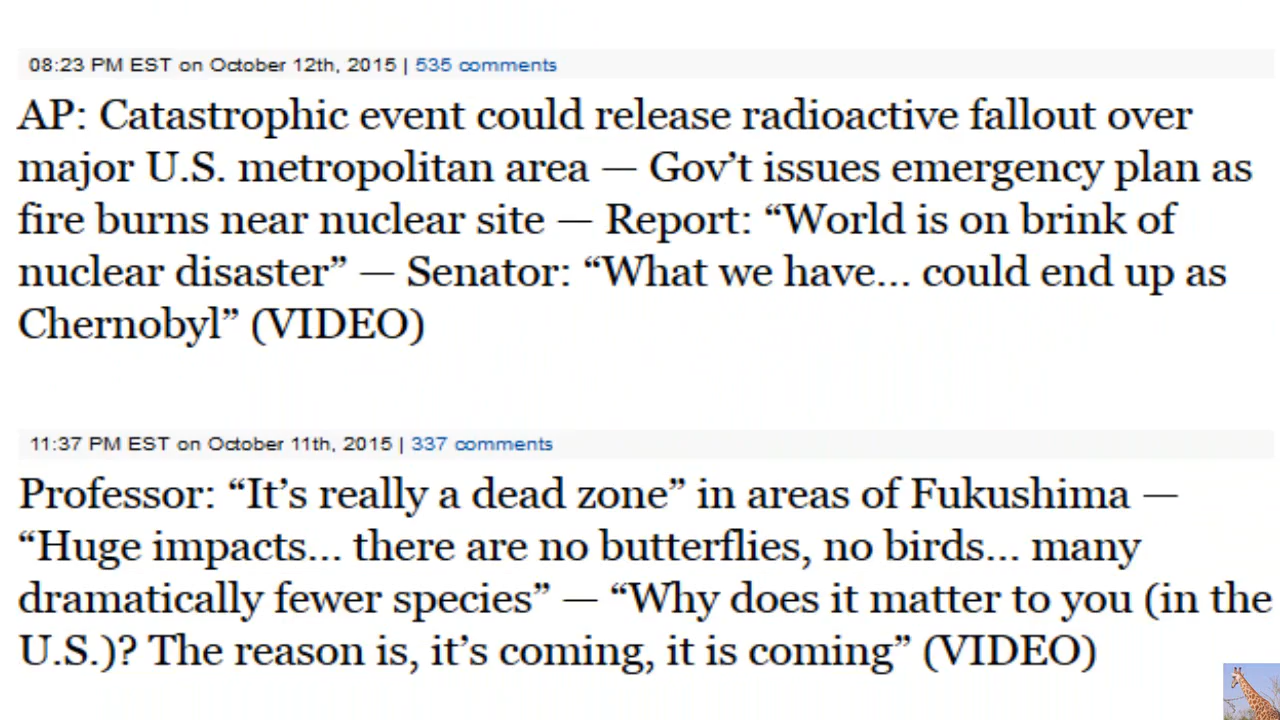 08:23 PM EST on October 12th, 2015 | 535 comments
AP: Catastrophic event could release radioactive fallout over
major U.S. metropolitan area — Gov’t issues emergency plan as
fire burns near nuclear site — Report: “World is on brink of
nuclear disaster” — Senator: “What we have… could end up as
Chernobyl” (VIDEO)
11:37 PM EST on October 11th, 2015 | 337 comments
Professor: “It’s really a dead zone” in areas of Fukushima —
“Huge impacts… there are no butterflies, no birds… many
dramatically fewer species” — “Why does it matter to you (in the
U.S.)? The reason is, it’s coming, it is coming” (VIDEO)